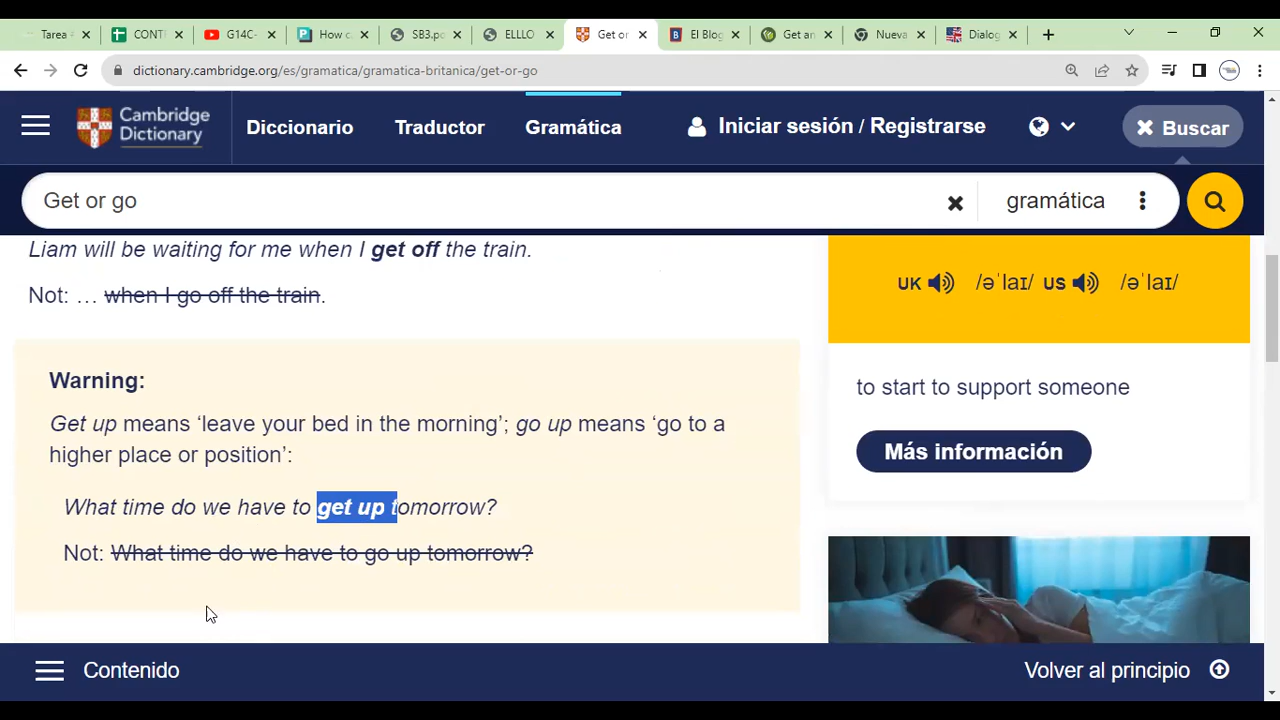 Tarea
CONT
G14C-
How c
SB3.p
ELLLO
Get or
El Blog
Get an
Nueva
Dialog
dictionary.cambridge.org/es/gramatica/gramatica-britanica/get-or-go
Cambridge
Dictionary
Diccionario
Traductor
Gramática
Iniciar sesión / Registrarse
Buscar
Get or go
gramática
Liam will be waiting for me when I get off the train.
Not: … when I go off the train.
Warning:
Get up means ‘leave your bed in the morning’; go up means ‘go to a
higher place or position’:
What time do we have to get up tomorrow?
Not: What time do we have to go up tomorrow?
UK /əˈlaɪ/ US /əˈlaɪ/
to start to support someone
Más información
Contenido
Volver al principio